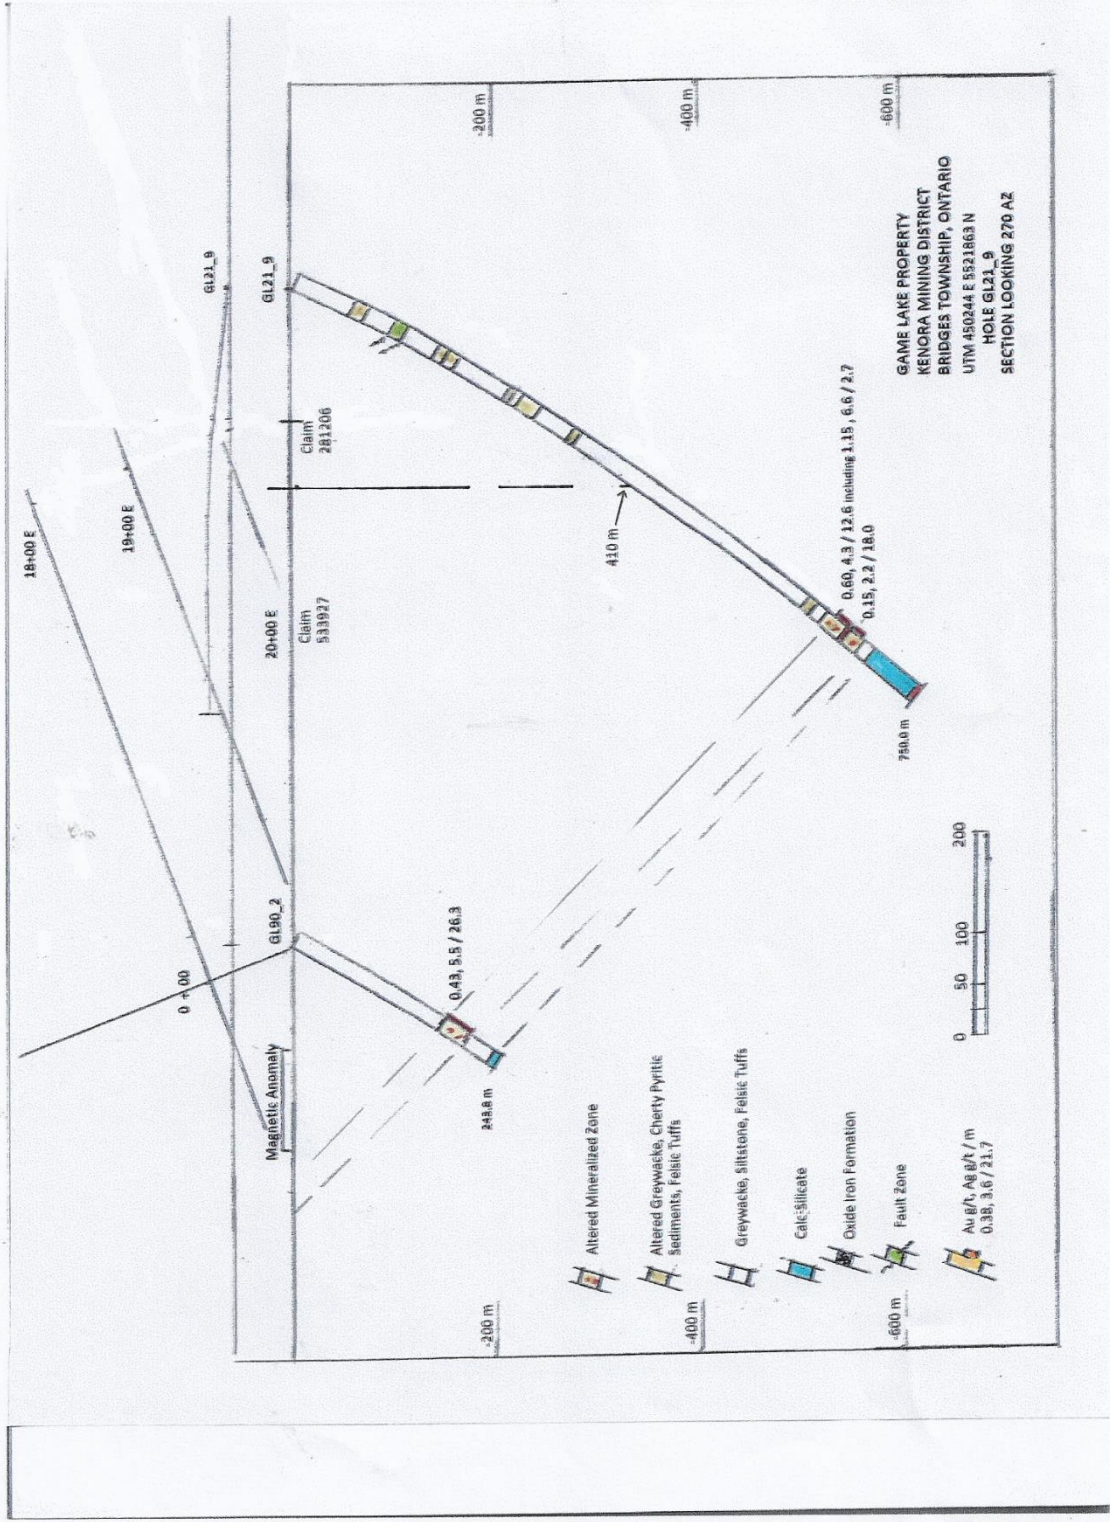 18+00 E
19+00 E
GL21_9
0 + 00
20+00 E
Magnetic Anomaly
GL90_2
GL21_9
Claim
533927
Claim
281206
-200 m
-200 m
-400 m
-400 m
-600 m
-600 m
410 m
0.43, 5.5 / 26.3
243.8 m
0.60, 4.3 / 12.6 including 1.15, 6.6 / 2.7
0.15, 2.2 / 18.0
750.0 m
Altered Mineralized Zone
Altered Greywacke, Cherty Pyritic
Sediments, Felsic Tuffs
Greywacke, Siltstone, Felsic Tuffs
Calc-Silicate
Oxide Iron Formation
Fault Zone
Au g/t, Ag g/t / m
0.38, 3.6 / 21.7
0 50 100 200
GAME LAKE PROPERTY
KENORA MINING DISTRICT
BRIDGES TOWNSHIP, ONTARIO
UTM 450244 E 5521863 N
HOLE GL21_9
SECTION LOOKING 270 AZ